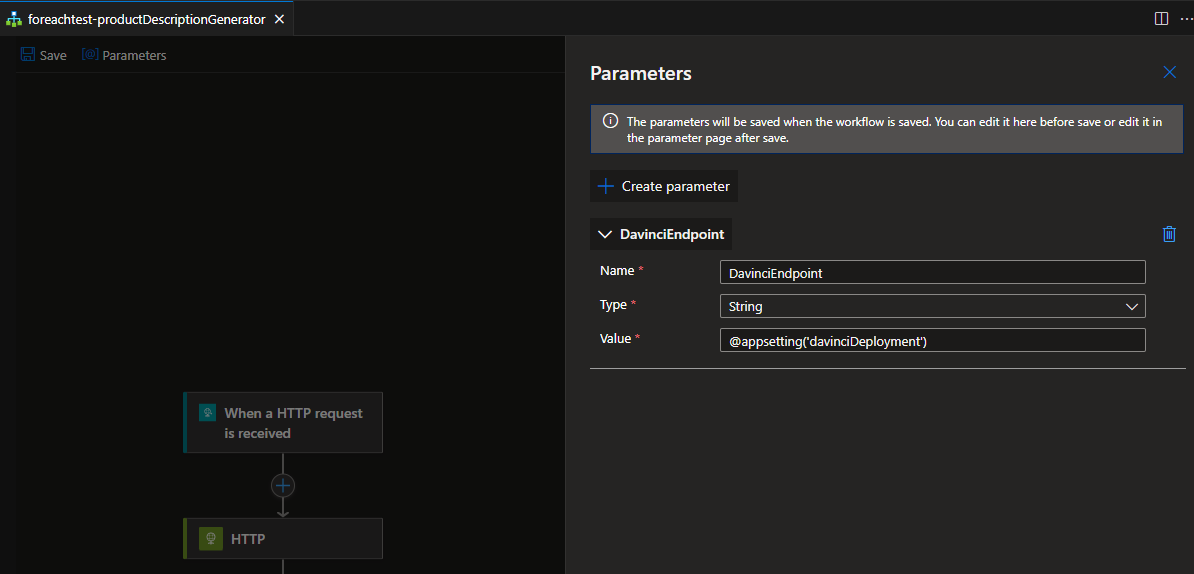 foreachtest-productDescriptionGenerator
Save Parameters
Parameters
The parameters will be saved when the workflow is saved. You can edit it here before save or edit it in
the parameter page after save.
Create parameter
DavinciEndpoint
Name *
DavinciEndpoint
Type *
String
Value *
@appsetting('davinciDeployment')
When a HTTP request
is received
HTTP